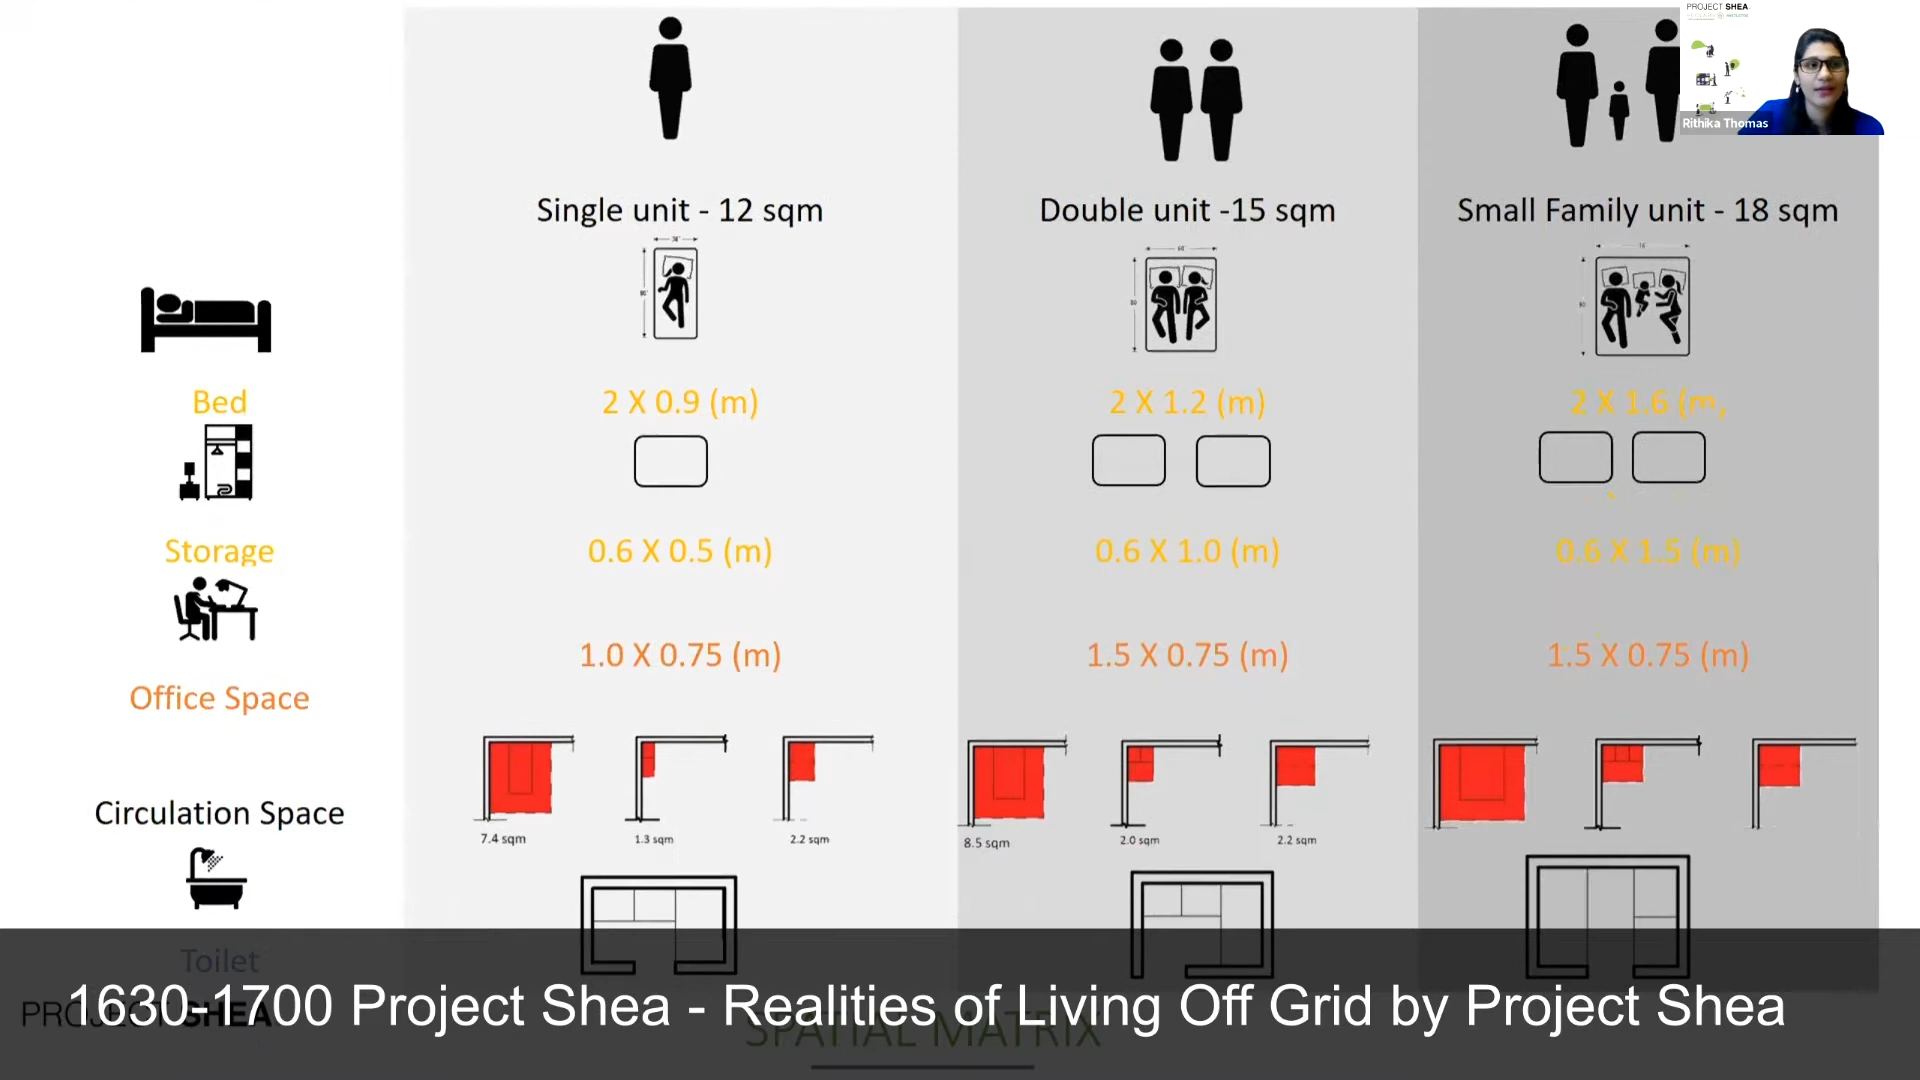 PROJECT SHEA
Rithika Thomas
Single unit - 12 sqm
Double unit -15 sqm
Small Family unit - 18 sqm
Bed
2 X 0.9 (m)
2 X 1.2 (m)
2 X 1.6 (m)
Storage
0.6 X 0.5 (m)
0.6 X 1.0 (m)
0.6 X 1.5 (m)
1.0 X 0.75 (m)
1.5 X 0.75 (m)
1.5 X 0.75 (m)
Office Space
Circulation Space
7.4 sqm
1.3 sqm
2.2 sqm
8.5 sqm
2.0 sqm
2.2 sqm
Toilet
PROJECT SHEA
1630-1700 Project Shea - Realities of Living Off Grid by Project Shea
SPATIAL MATRIX